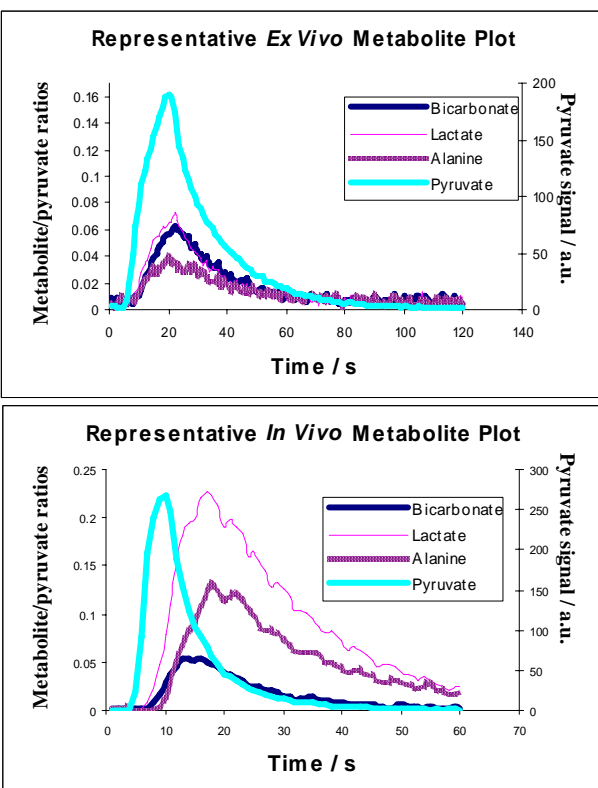 Representative Ex Vivo Metabolite Plot
Metabolite/pyruvate ratios
0.16
0.14
0.12
0.1
0.08
0.06
0.04
0.02
0
200
150
100
50
0
Pyruvate signal / a.u.
Bicarbonate
Lactate
Alanine
Pyruvate
0 20 40 60 80 100 120 140
Time / s
Representative In Vivo Metabolite Plot
Metabolite/pyruvate ratios
0.25
0.2
0.15
0.1
0.05
0
300
250
200
150
100
50
0
Pyruvate signal / a.u.
Bicarbonate
Lactate
Alanine
Pyruvate
0 10 20 30 40 50 60 70
Time / s